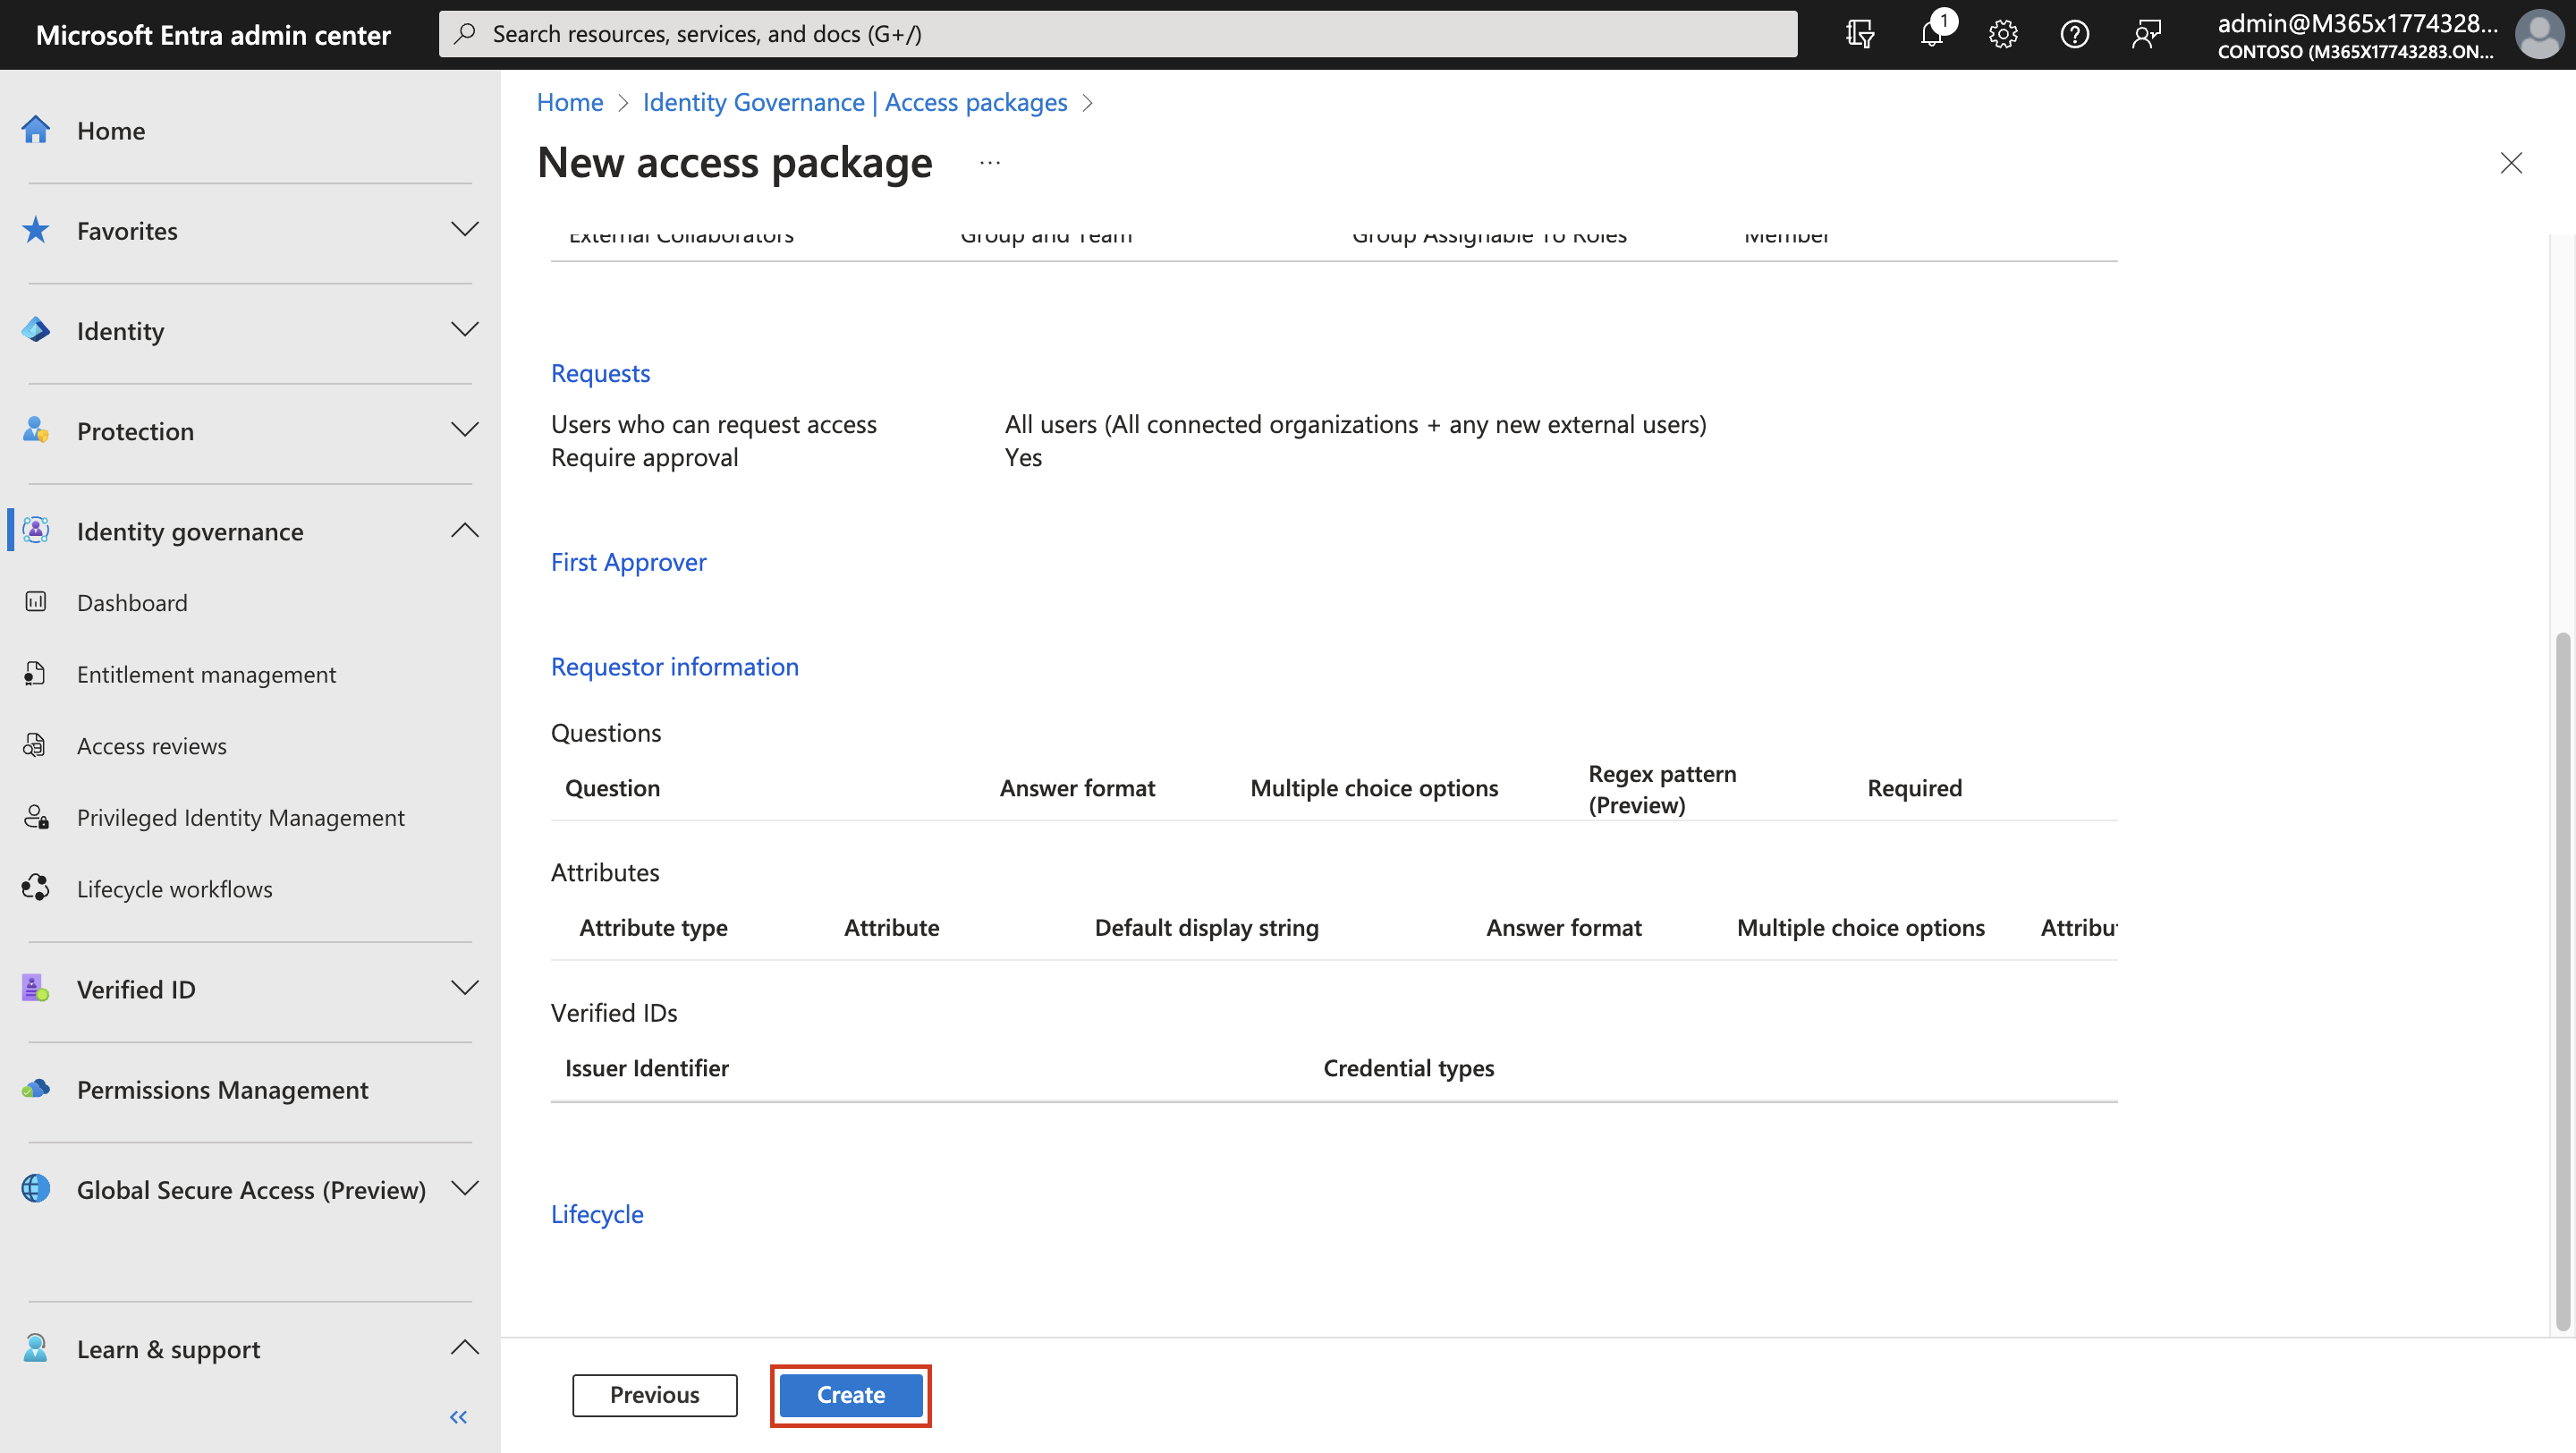 Microsoft Entra admin center
Search resources, services, and docs (G+/)
1
admin@M365x1774328...
CONTOSO (M365X17743283.ON...
Home
Favorites
Identity
Protection
Identity governance
Dashboard
Entitlement management
Access reviews
Privileged Identity Management
Lifecycle workflows
Verified ID
Permissions Management
Global Secure Access (Preview)
Learn & support
Home > Identity Governance | Access packages >
New access package ...
External Collaborators Group and Team Group Assignable To Roles Member
Requests
Users who can request access All users (All connected organizations + any new external users)
Require approval Yes
First Approver
Requestor information
Questions
Question Answer format Multiple choice options Regex pattern (Preview) Required
Attributes
Attribute type Attribute Default display string Answer format Multiple choice options Attribu
Verified IDs
Issuer Identifier Credential types
Lifecycle
Previous Create